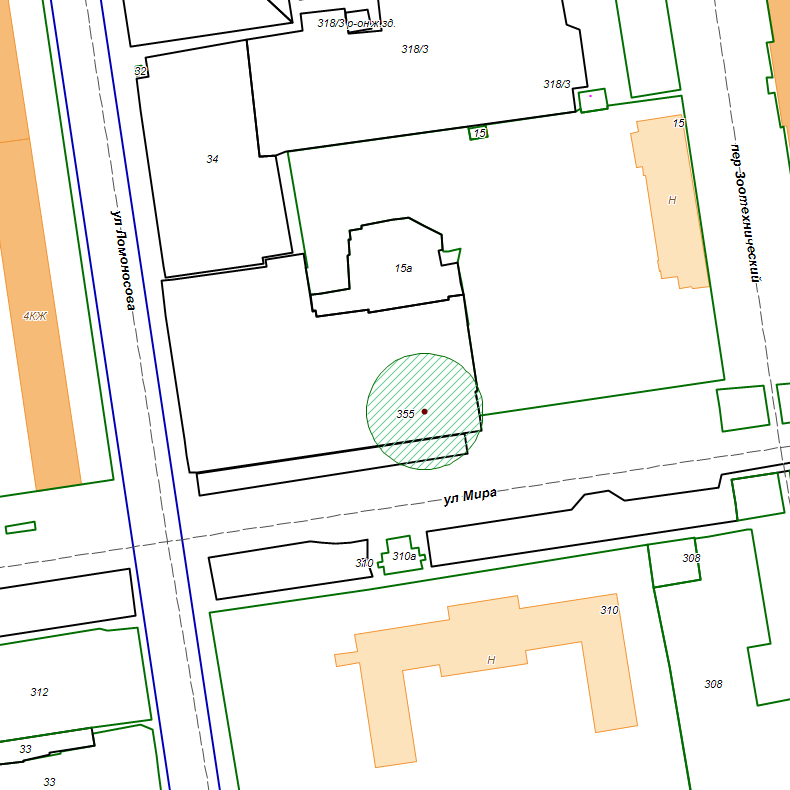 318/3 р-он ж.зд.
318/3
32
318/3
15
15
34
ул Ломоносова
пер Зоотехнический
Н
15а
4КЖ
355
ул Мира
310
310а
308
310
Н
312
308
33
33